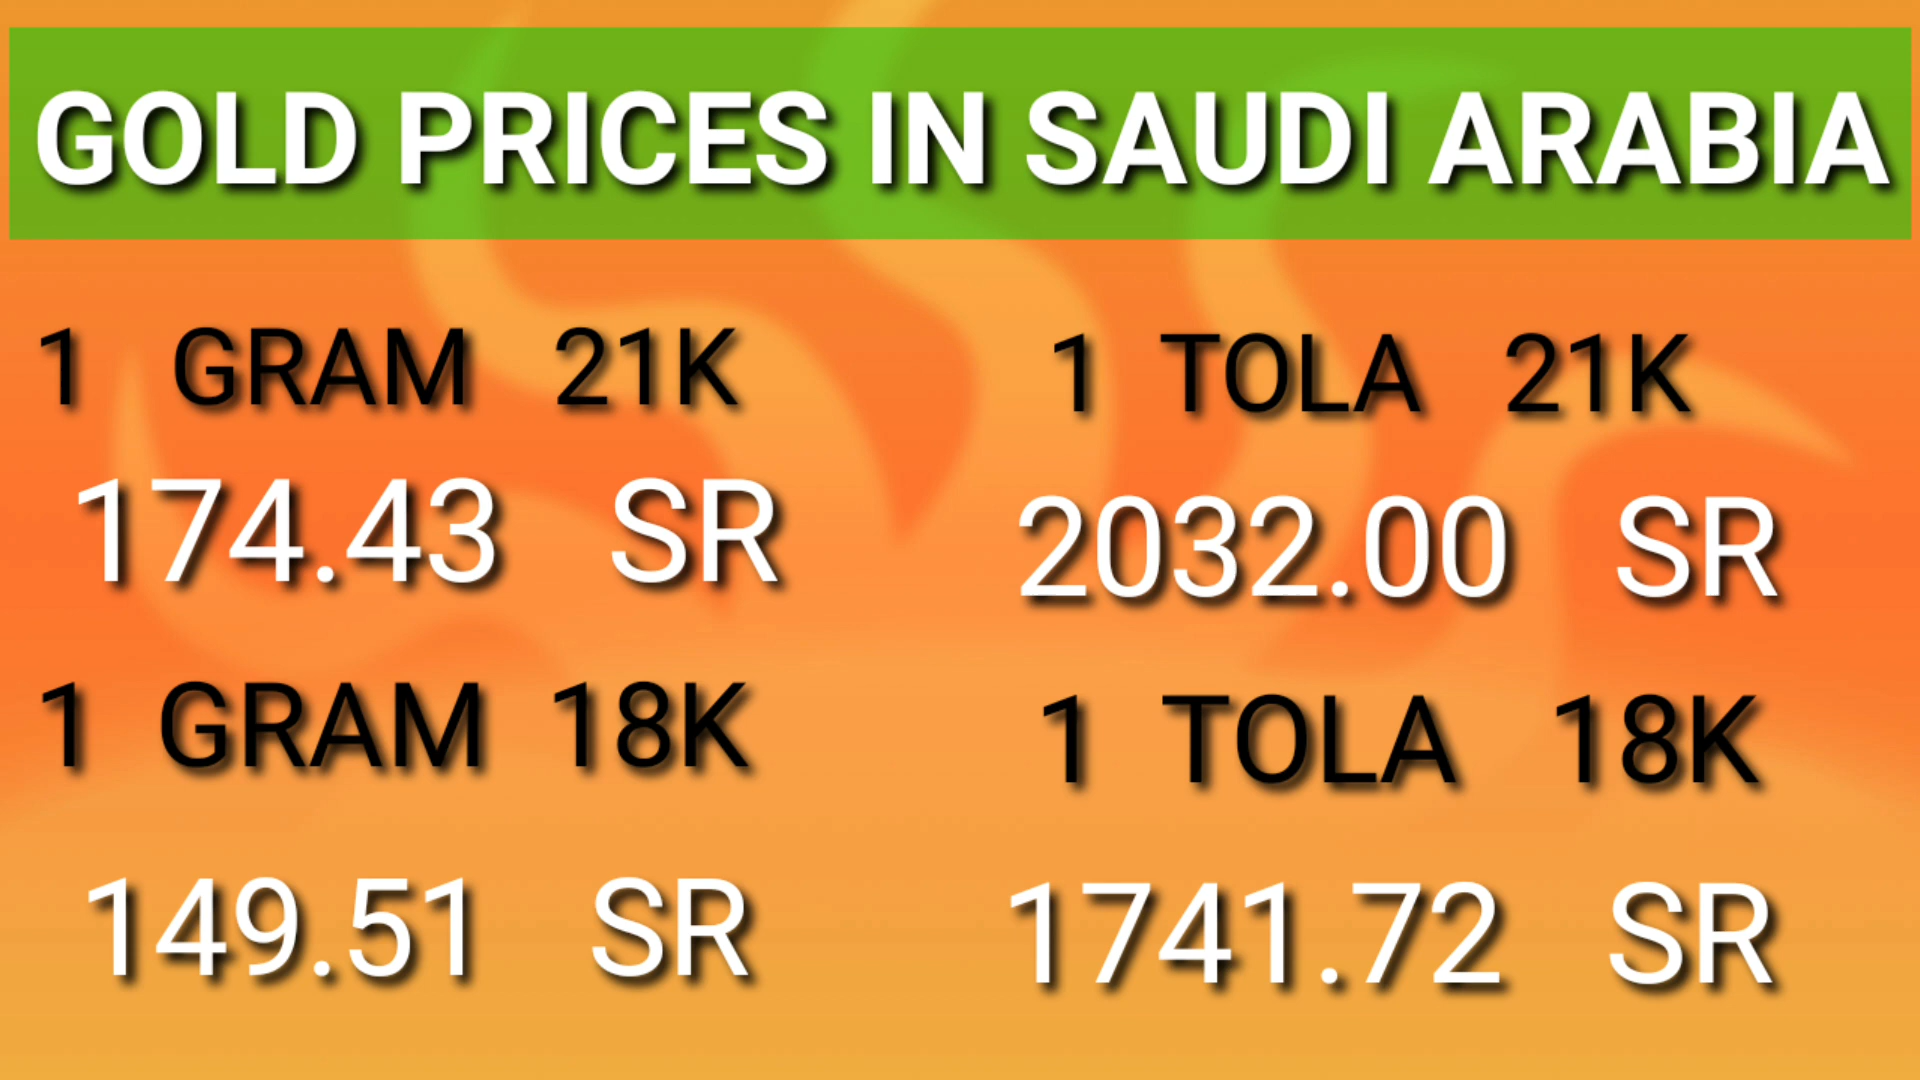 GOLD PRICES IN SAUDI ARABIA
1 GRAM 21K
174.43 SR
1 TOLA 21K
2032.00 SR
1 GRAM 18K
149.51 SR
1 TOLA 18K
1741.72 SR